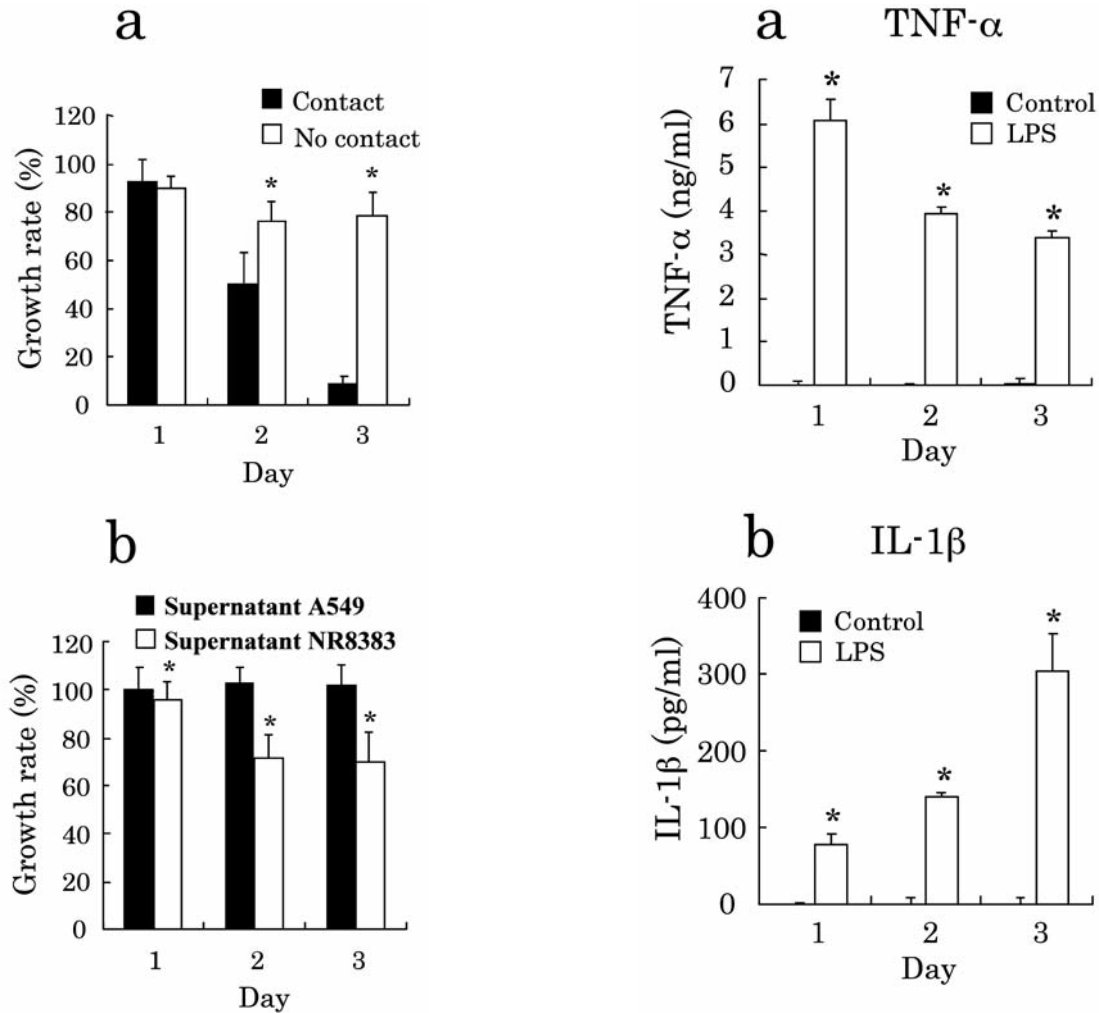 a
Contact
No contact
Growth rate (%)
120
100
80
60
40
20
0
*
*
1 2 3
Day
b
Supernatant A549
Supernatant NR8383
Growth rate (%)
120
100
80
60
40
20
0
*
*
*
1 2 3
Day
a TNF-α
Control
LPS
TNF-α (ng/ml)
7
6
5
4
3
2
1
0
*
*
*
1 2 3
Day
b IL-1β
Control
LPS
IL-1β (pg/ml)
400
300
200
100
0
*
*
*
1 2 3
Day